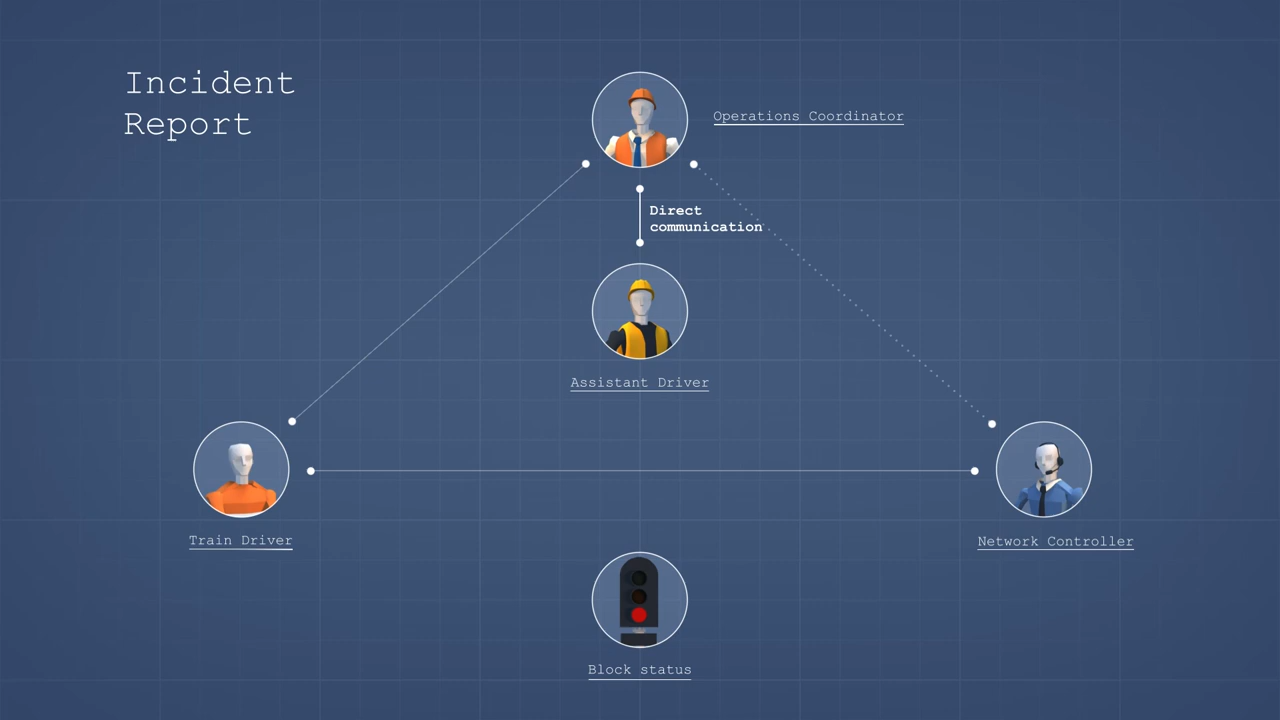 Incident
Report
Operations Coordinator
Direct
communication
Assistant Driver
Train Driver
Network Controller
Block status